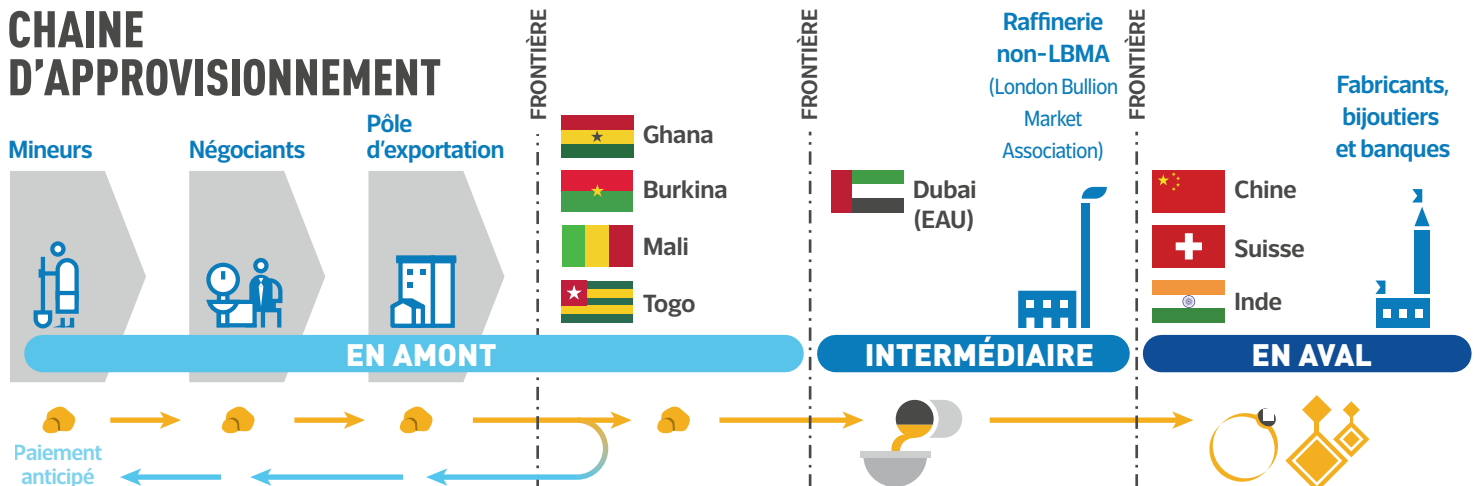 CHAINE
D'APPROVISIONNEMENT
Mineurs
Négociants
Pôle
d'exportation
FRONTIÈRE
Ghana
Burkina
Mali
Togo
FRONTIÈRE
Dubai
(EAU)
Raffinerie
non-LBMA
(London Bullion
Market
Association)
FRONTIÈRE
Chine
Suisse
Inde
Fabricants,
bijoutiers
et banques
EN AMONT
INTERMÉDIAIRE
EN AVAL
Paiement
anticipé